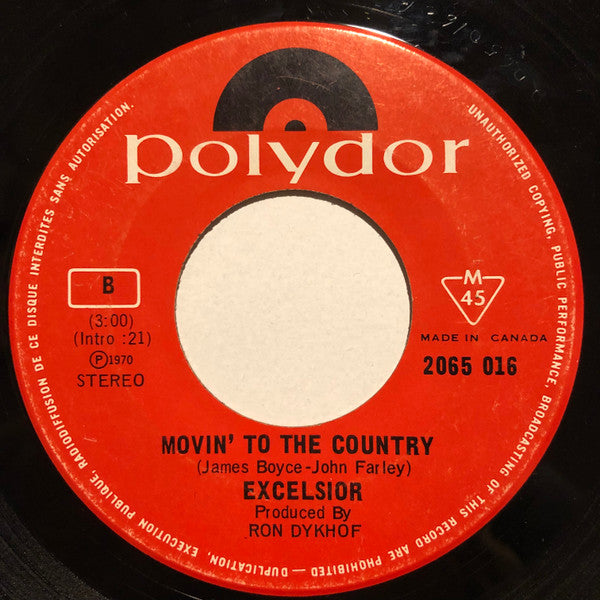 polydor
B
(3:00)
(Intro :21)
Ⓟ1970
STEREO
M
45
MADE IN CANADA
2065 016
MOVIN' TO THE COUNTRY
(James Boyce-John Farley)
EXCELSIOR
Produced By
RON DYKHOF
UNAUTHORIZED COPYING, PUBLIC PERFORMANCE, BROADCASTING OF THIS RECORD ARE PROHIBITED – DUPLICATION, EXECUTION PUBLIQUE, RADIODIFFUSION DE CE DISQUE INTERDITES SANS AUTORISATION.